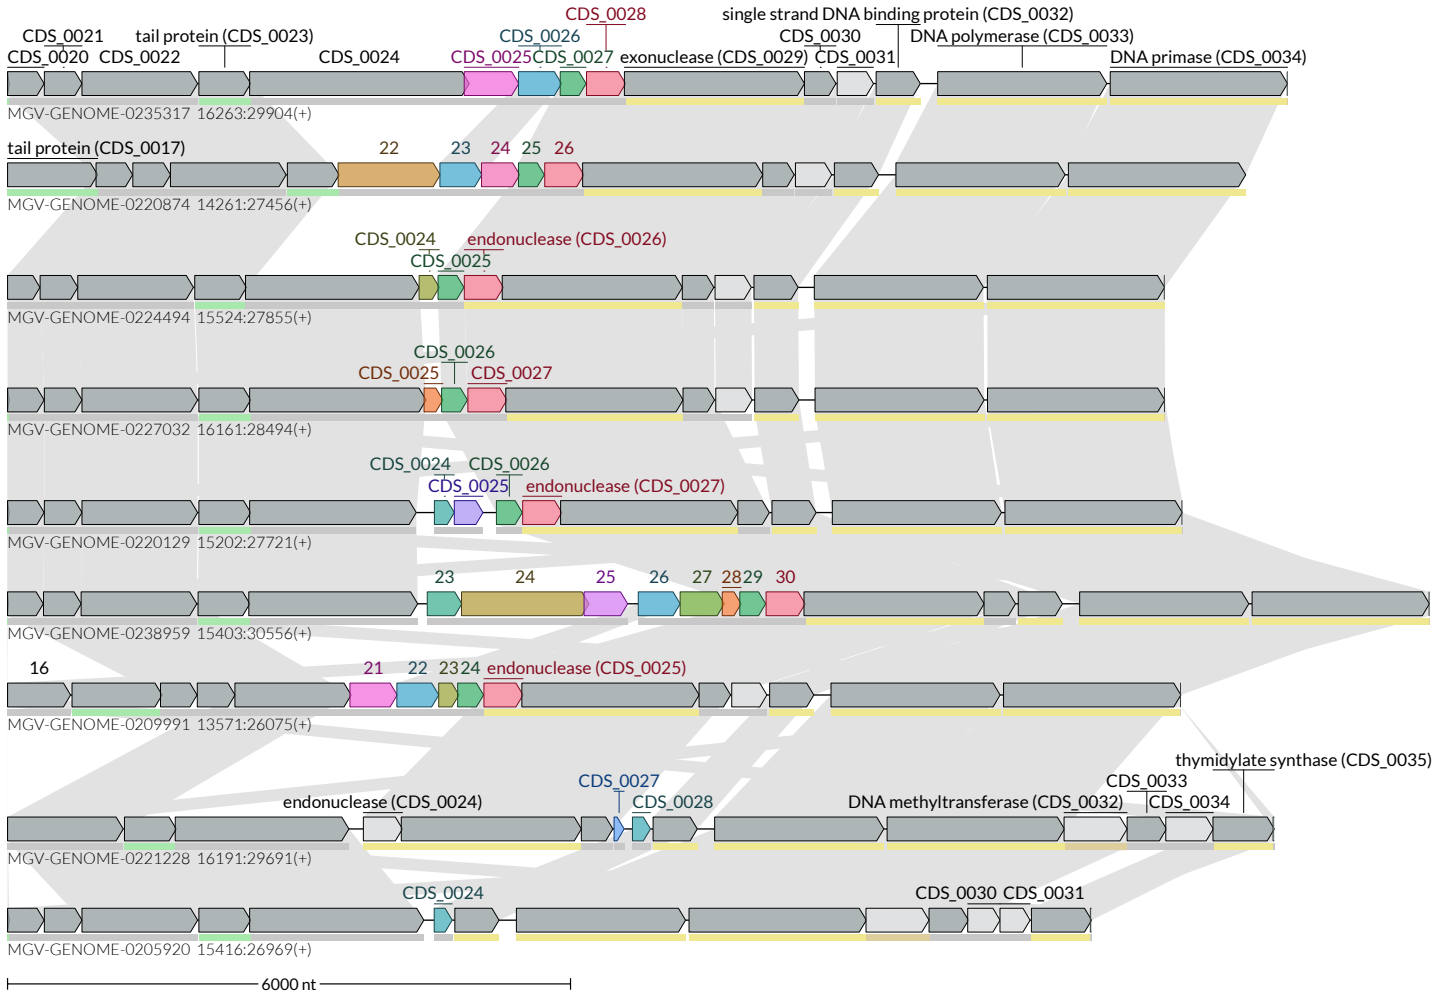 CDS_0028 single strand DNA binding protein (CDS_0032)
CDS_0021 tail protein (CDS_0023) CDS_0026 CDS_0030 DNA polymerase (CDS_0033)
CDS_0020 CDS_0022 CDS_0024 CDS_0025 CDS_0027 exonuclease (CDS_0029) CDS_0031 DNA primase (CDS_0034)
MGV-GENOME-0235317 16263:29904(+)
tail protein (CDS_0017) 22 23 24 25 26
MGV-GENOME-0220874 14261:27456(+)
CDS_0024 endonuclease (CDS_0026)
CDS_0025
MGV-GENOME-0224494 15524:27855(+)
CDS_0026
CDS_0025 CDS_0027
MGV-GENOME-0227032 16161:28494(+)
CDS_0024 CDS_0026
CDS_0025 endonuclease (CDS_0027)
MGV-GENOME-0220129 15202:27721(+)
23 24 25 26 27 28 29 30
MGV-GENOME-0238959 15403:30556(+)
16 21 22 23 24 endonuclease (CDS_0025)
MGV-GENOME-0209991 13571:26075(+)
thymidylate synthase (CDS_0035)
CDS_0027 CDS_0033
endonuclease (CDS_0024) CDS_0028 DNA methyltransferase (CDS_0032) CDS_0034
MGV-GENOME-0221228 16191:29691(+)
CDS_0024 CDS_0030 CDS_0031
MGV-GENOME-0205920 15416:26969(+)
6000 nt